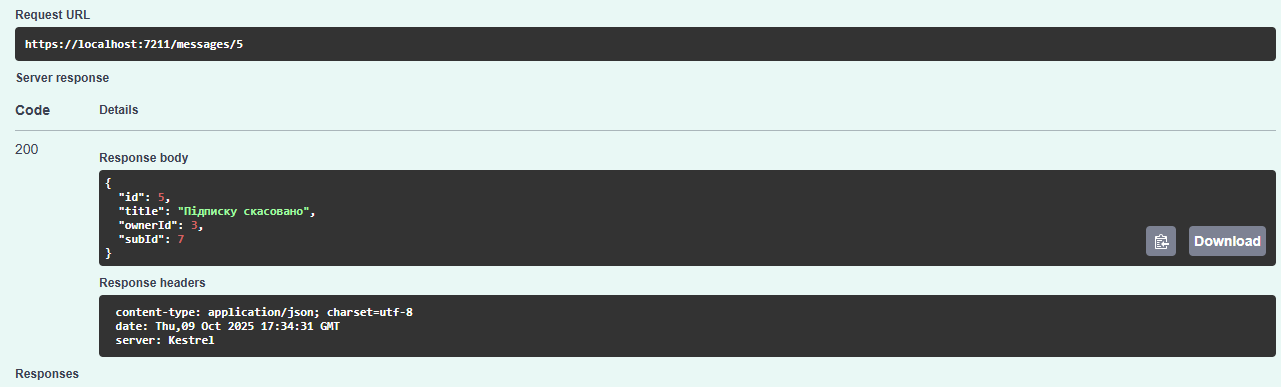 Request URL
https://localhost:7211/messages/5
Server response
Code Details
200
Response body
{
  "id": 5,
  "title": "Підписку скасовано",
  "ownerId": 3,
  "subId": 7
}
Download
Response headers
content-type: application/json; charset=utf-8
date: Thu,09 Oct 2025 17:34:31 GMT
server: Kestrel
Responses